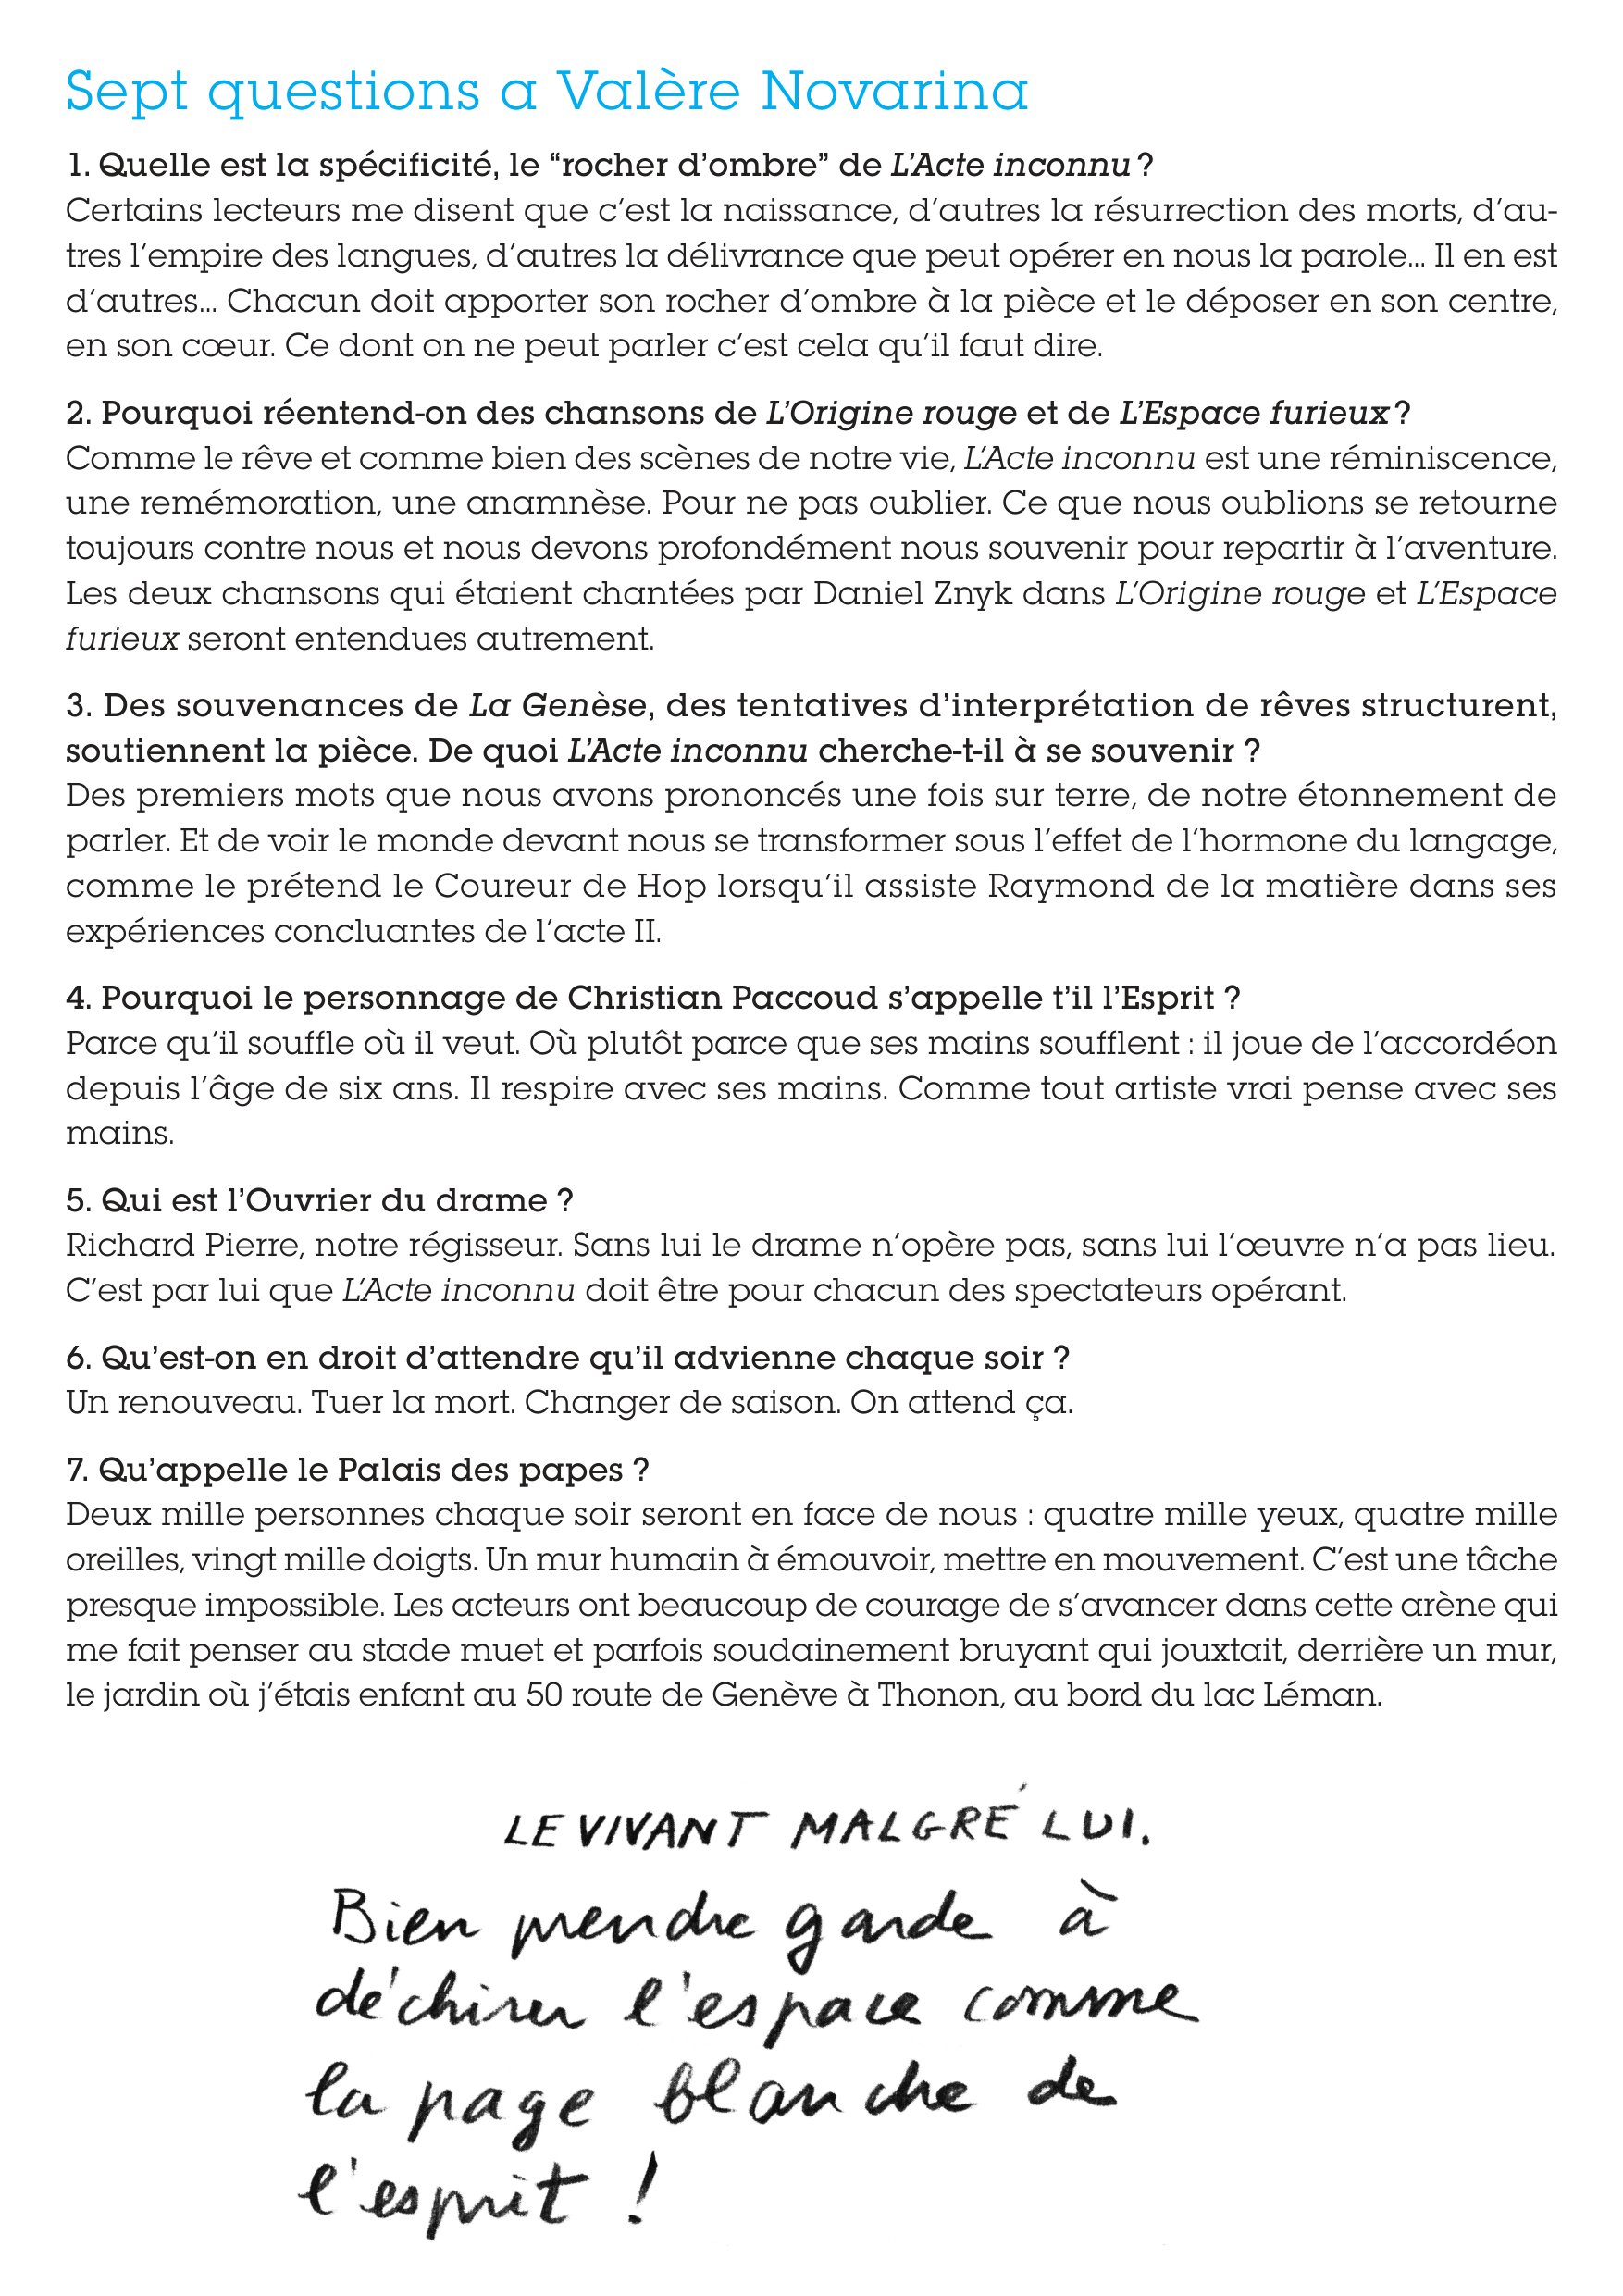 Sept questions a Valère Novarina
1. Quelle est la spécificité, le “rocher d’ombre” de L’Acte inconnu ?
Certains lecteurs me disent que c’est la naissance, d’autres la résurrection des morts, d’au-
tres l’empire des langues, d’autres la délivrance que peut opérer en nous la parole... Il en est
d’autres... Chacun doit apporter son rocher d’ombre à la pièce et le déposer en son centre,
en son cœur. Ce dont on ne peut parler c’est cela qu’il faut dire.
2. Pourquoi réentend-on des chansons de L’Origine rouge et de L’Espace furieux ?
Comme le rêve et comme bien des scènes de notre vie, L’Acte inconnu est une réminiscence,
une remémoration, une anamnèse. Pour ne pas oublier. Ce que nous oublions se retourne
toujours contre nous et nous devons profondément nous souvenir pour repartir à l’aventure.
Les deux chansons qui étaient chantées par Daniel Znyk dans L’Origine rouge et L’Espace
furieux seront entendues autrement.
3. Des souvenances de La Genèse, des tentatives d’interprétation de rêves structurent,
soutiennent la pièce. De quoi L’Acte inconnu cherche-t-il à se souvenir ?
Des premiers mots que nous avons prononcés une fois sur terre, de notre étonnement de
parler. Et de voir le monde devant nous se transformer sous l’effet de l’hormone du langage,
comme le prétend le Coureur de Hop lorsqu’il assiste Raymond de la matière dans ses
expériences concluantes de l’acte II.
4. Pourquoi le personnage de Christian Paccoud s’appelle t’il l’Esprit ?
Parce qu’il souffle où il veut. Où plutôt parce que ses mains soufflent : il joue de l’accordéon
depuis l’âge de six ans. Il respire avec ses mains. Comme tout artiste vrai pense avec ses
mains.
5. Qui est l’Ouvrier du drame ?
Richard Pierre, notre régisseur. Sans lui le drame n’opère pas, sans lui l’œuvre n’a pas lieu.
C’est par lui que L’Acte inconnu doit être pour chacun des spectateurs opérant.
6. Qu’est-on en droit d’attendre qu’il advienne chaque soir ?
Un renouveau. Tuer la mort. Changer de saison. On attend ça.
7. Qu’appelle le Palais des papes ?
Deux mille personnes chaque soir seront en face de nous : quatre mille yeux, quatre mille
oreilles, vingt mille doigts. Un mur humain à émouvoir, mettre en mouvement. C’est une tâche
presque impossible. Les acteurs ont beaucoup de courage de s’avancer dans cette arène qui
me fait penser au stade muet et parfois soudainement bruyant qui jouxtait, derrière un mur,
le jardin où j’étais enfant au 50 route de Genève à Thonon, au bord du lac Léman.
LE VIVANT MALGRÉ LUI.
Bien prendre garde à
déchirer l'espace comme
la page blanche de
l'esprit !